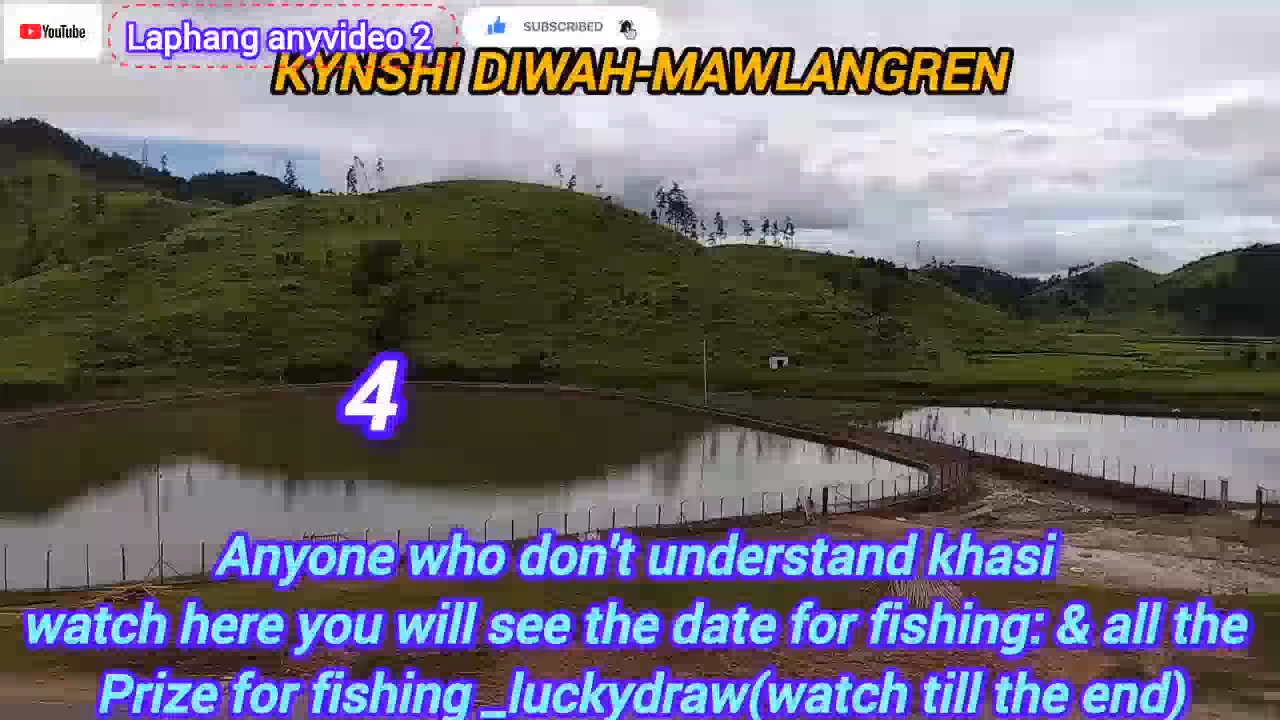 YouTube
Laphang anyvideo 2
SUBSCRIBED
KYNSHI DIWAH-MAWLANGREN
4
Anyone who don't understand khasi
watch here you will see the date for fishing: & all the
Prize for fishing _luckydraw(watch till the end)